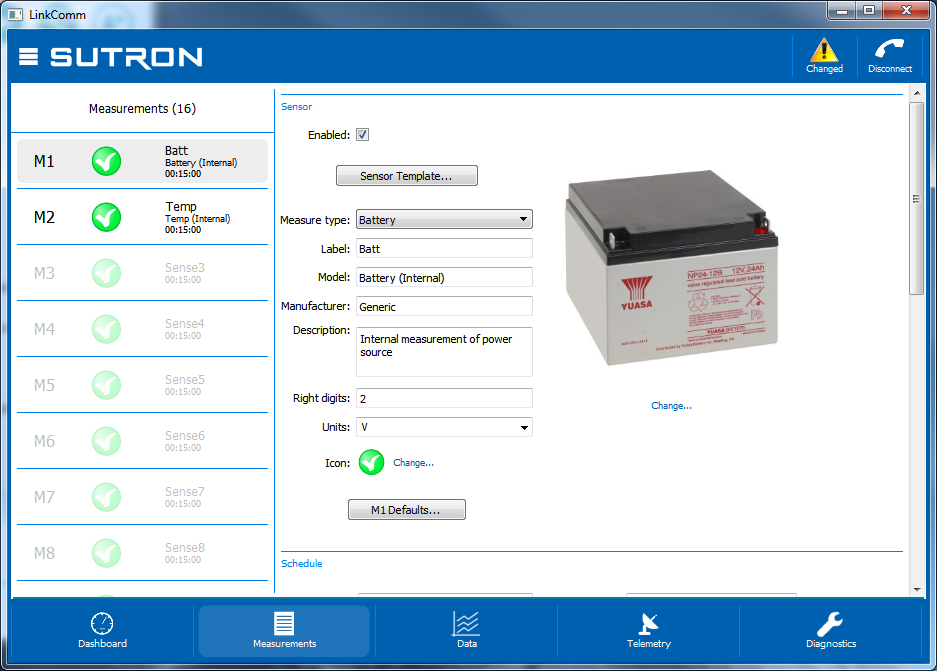 LinkComm
SUTRON
Changed
Disconnect
Measurements (16)
M1
Batt
Battery (Internal)
00:15:00
M2
Temp
Temp (Internal)
00:15:00
M3
Sense3
00:15:00
M4
Sense4
00:15:00
M5
Sense5
00:15:00
M6
Sense6
00:15:00
M7
Sense7
00:15:00
M8
Sense8
00:15:00
Sensor
Enabled:
Sensor Template...
Measure type: Battery
Label: Batt
Model: Battery (Internal)
Manufacturer: Generic
Description: Internal measurement of power
source
Right digits: 2
Units: V
Icon: Change...
M1 Defaults...
YUASA
NP24-12B 12V,24Ah
valve regulated lead acid battery
Pb
Change...
Schedule
Dashboard
Measurements
Data
Telemetry
Diagnostics